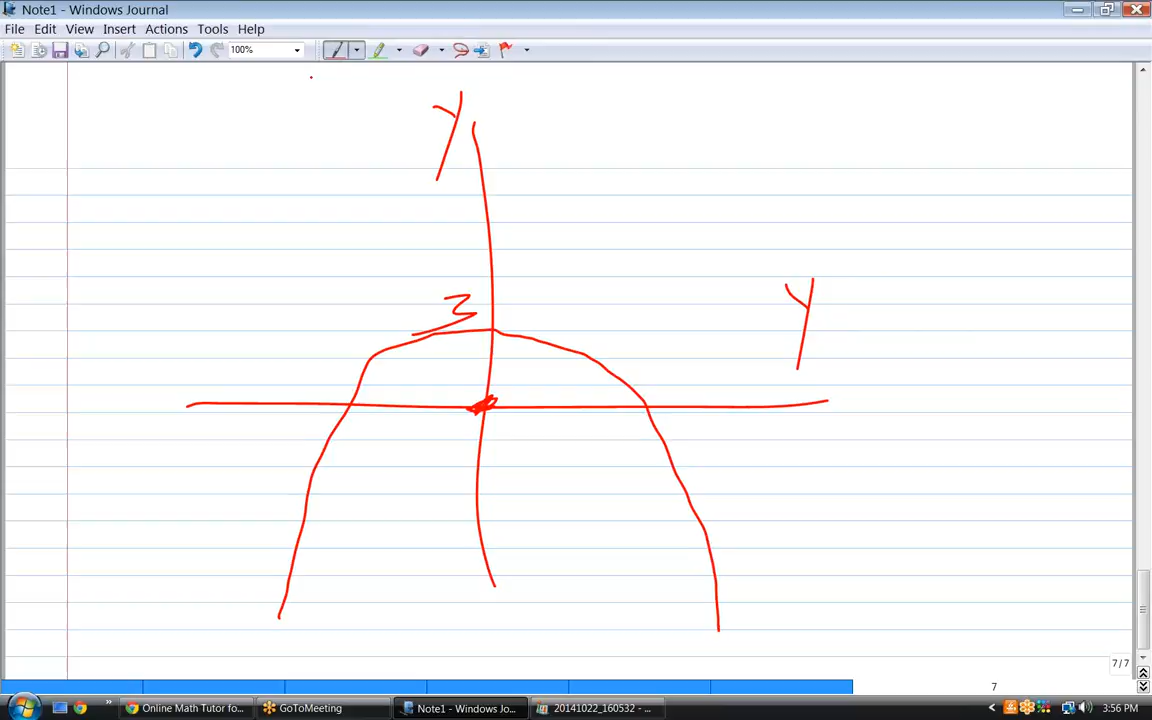 Note1 - Windows Journal
File Edit View Insert Actions Tools Help
100%
Y
3
Y
7/7
7
Online Math Tutor fo...
GoToMeeting
Note1 - Windows Jo...
20141022_160532 - ...
3:56 PM